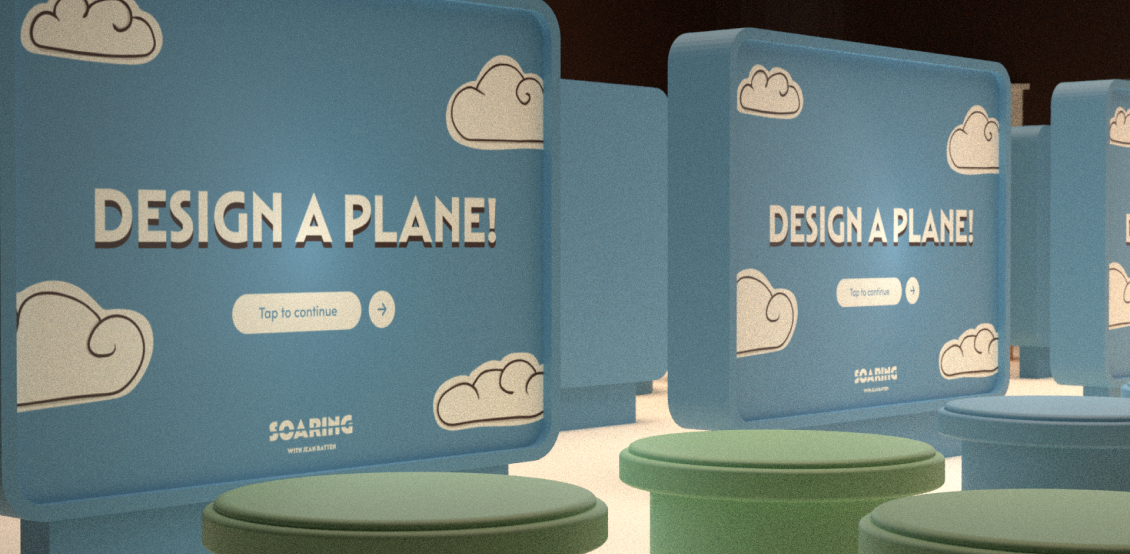 DESIGN A PLANE!
Tap to continue
SOARING
WITH JEAN BATTEN
DESIGN A PLANE!
Tap to continue
SOARING